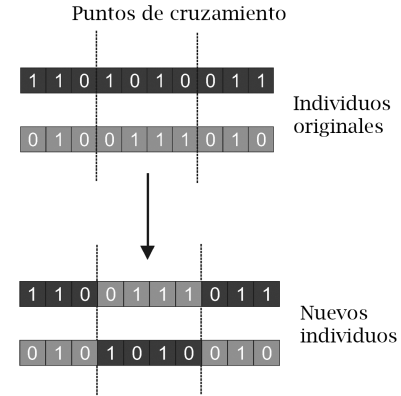 Puntos de cruzamiento
1 1 0 1 0 1 0 0 1 1
Individuos
originales
0 1 0 0 1 1 1 0 1 0
1 1 0 0 1 1 1 0 1 1
Nuevos
individuos
0 1 0 1 0 1 0 0 1 0